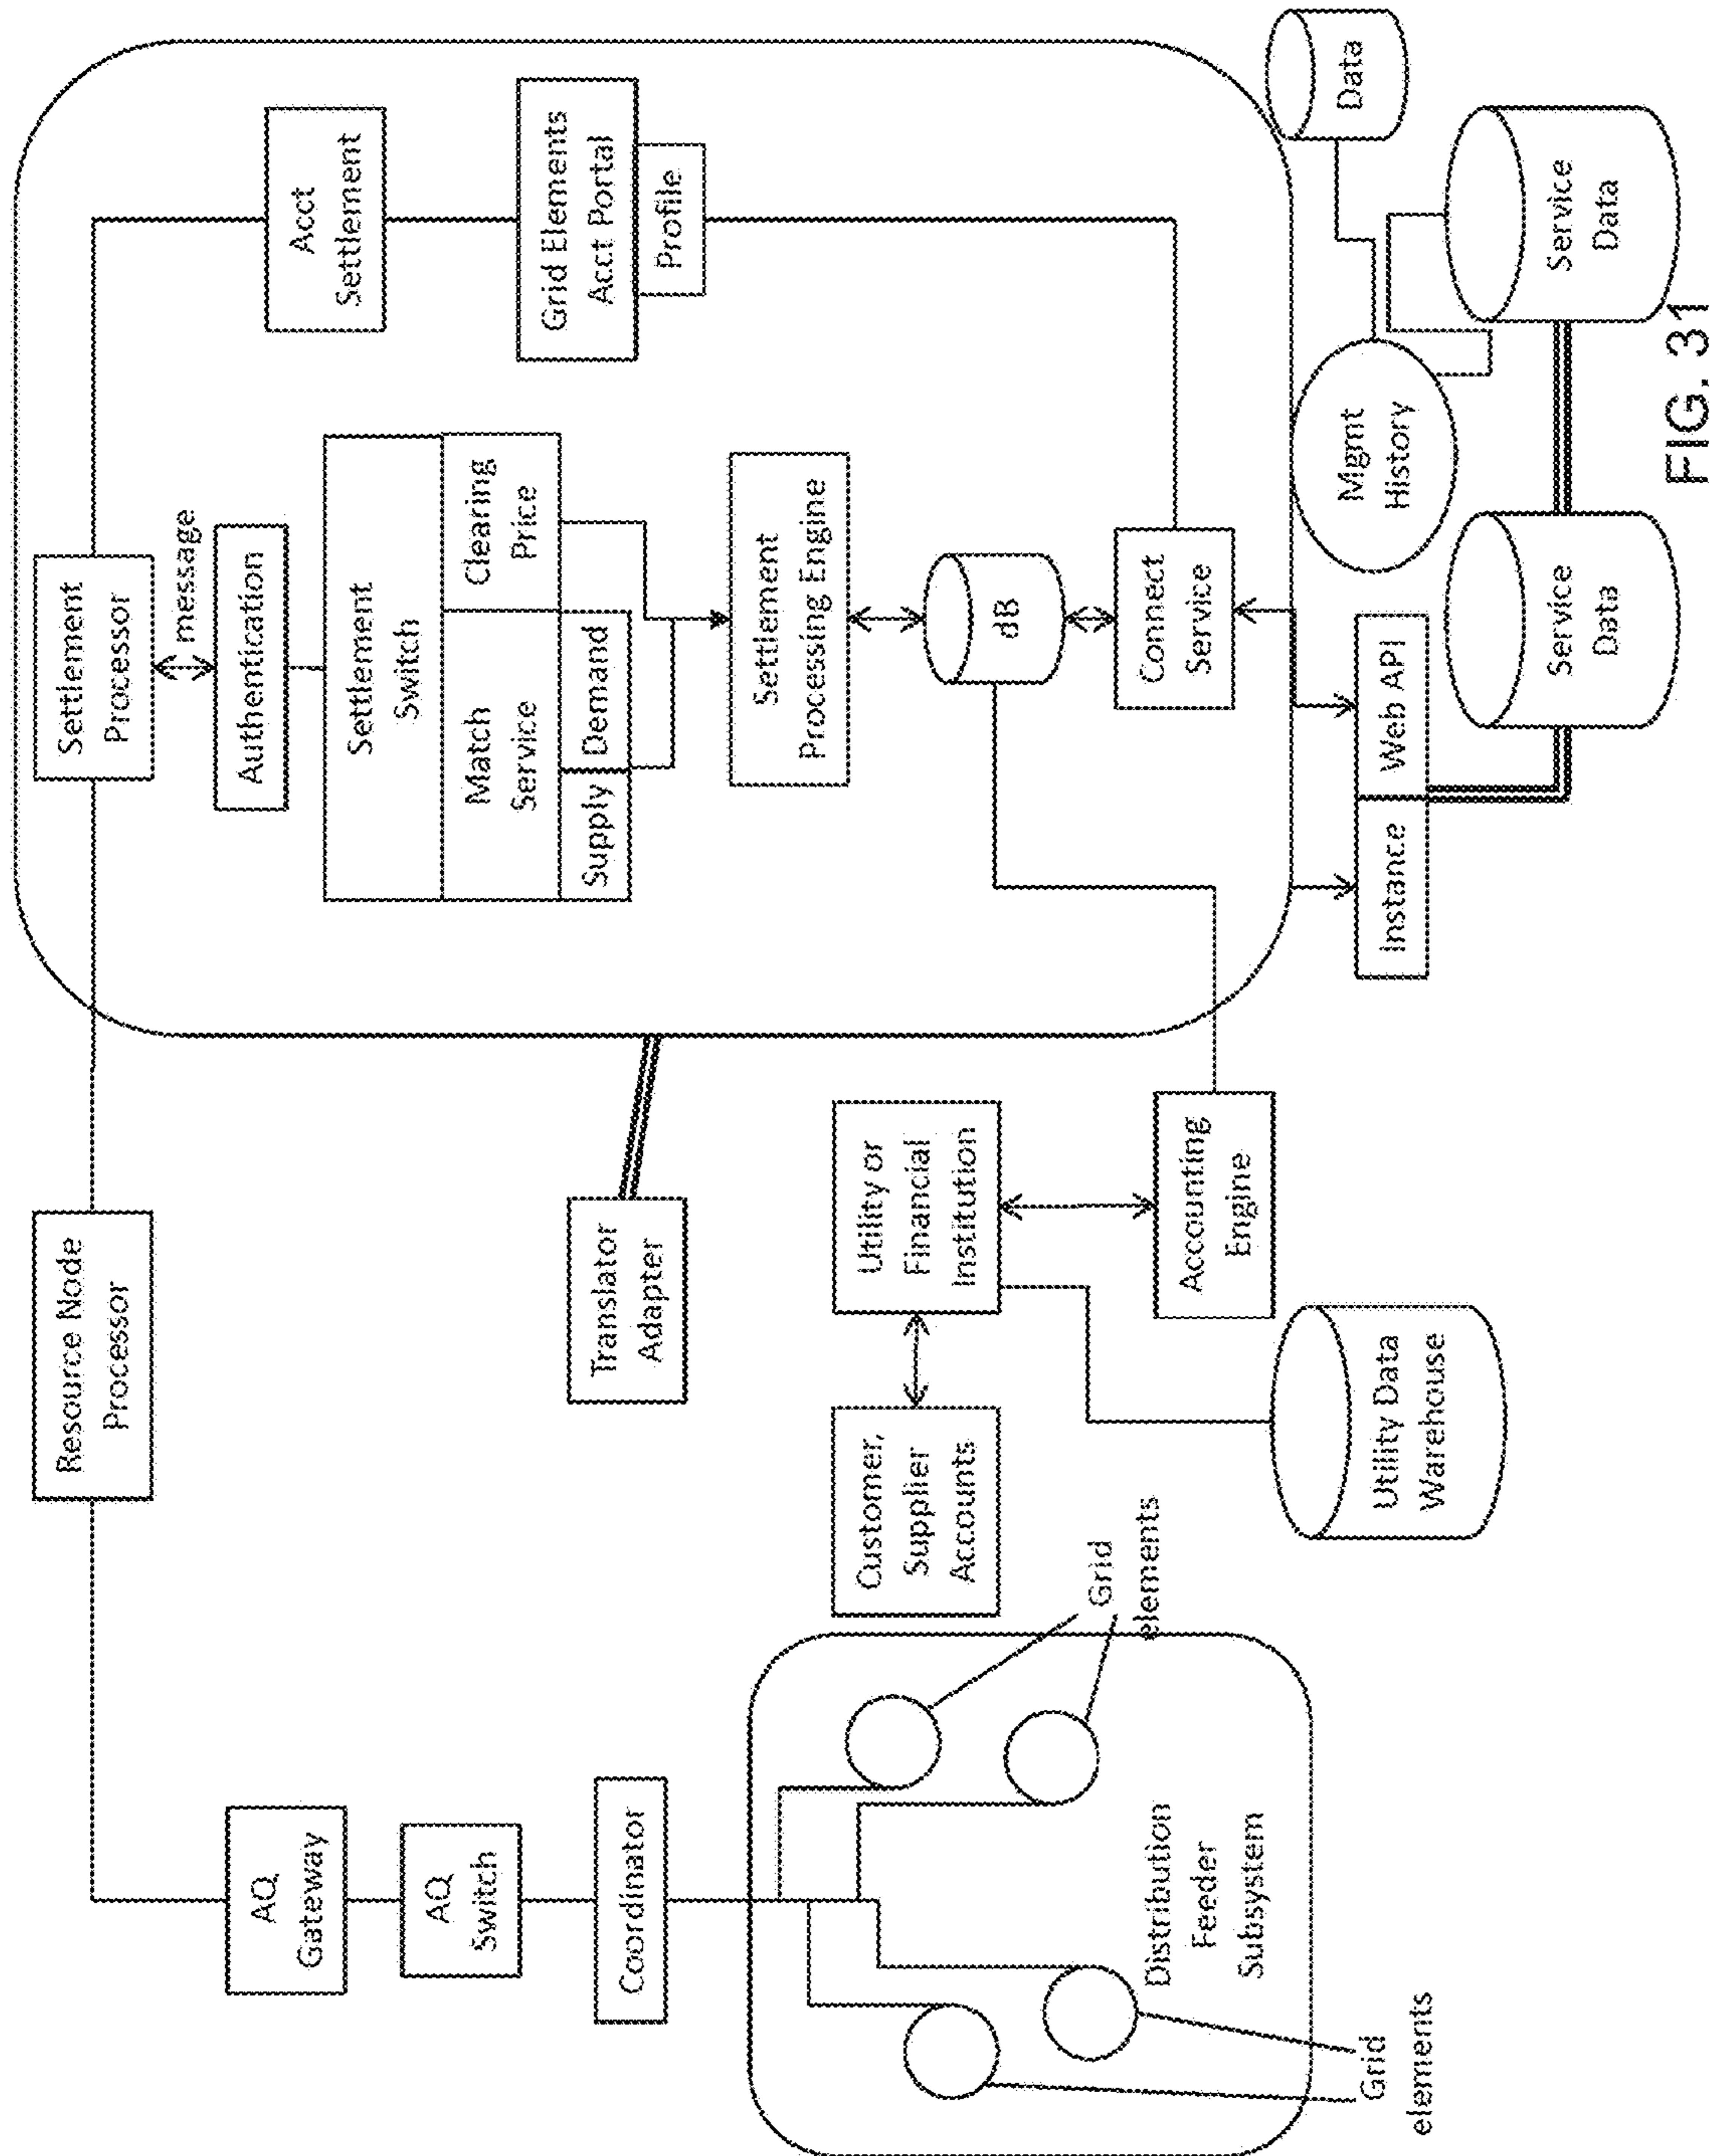 Resource Node
Processor
Settlement
Processor
message
AQ
Gateway
Authentication
Acct
Settlement
AQ
Switch
Settlement
Switch
Match
Service
Clearing
Price
Supply
Demand
Grid Elements
Acct Portal
Profile
Coordinator
Translator
Adapter
Settlement
Processing Engine
Customer,
Supplier
Accounts
Utility or
Financial
Institution
dB
Grid
elements
Distribution
Feeder
Subsystem
Accounting
Engine
Connect
Service
Grid
elements
Utility Data
Warehouse
Instance
Web API
Mgmt
History
Data
Service
Data
Service
Data
FIG. 31